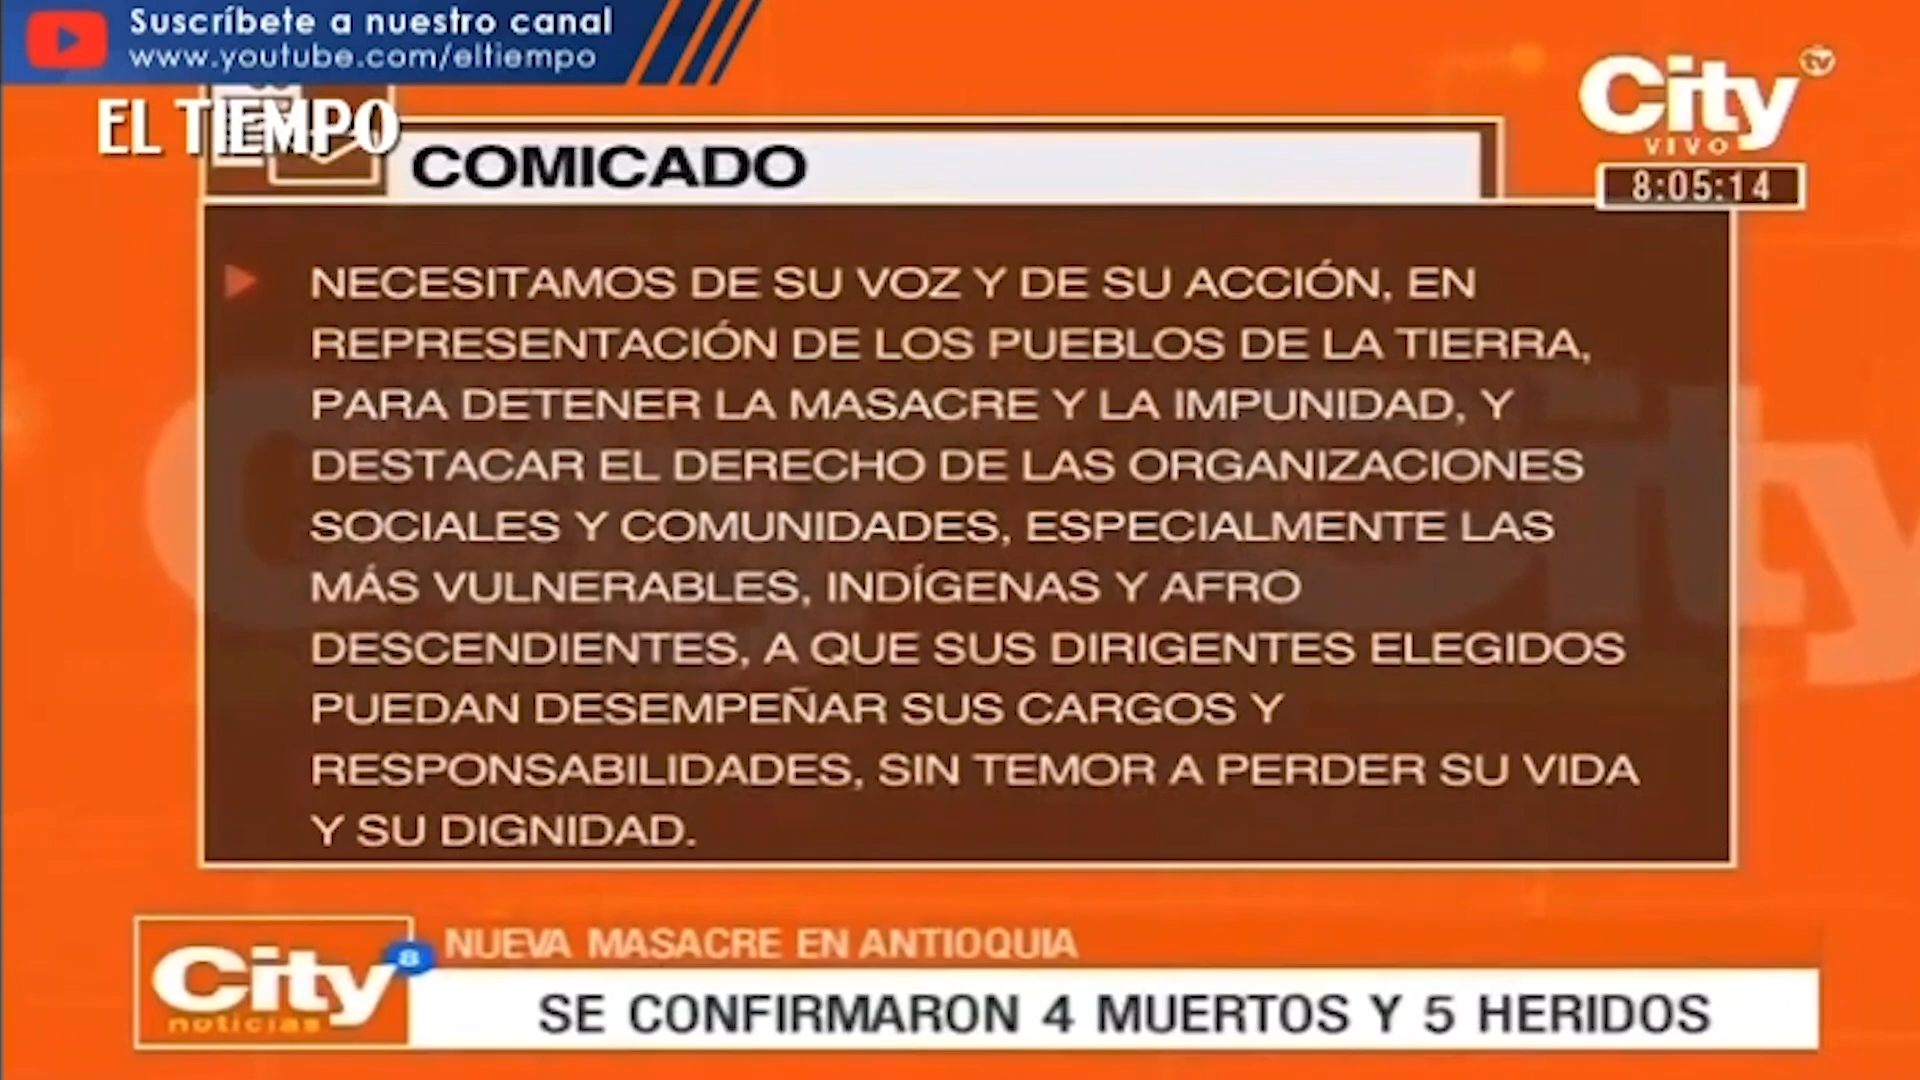 Suscríbete a nuestro canal
www.youtube.com/eltiempo
EL TIEMPO
City tv
VIVO
8:05:14
COMICADO
NECESITAMOS DE SU VOZ Y DE SU ACCIÓN, EN
REPRESENTACIÓN DE LOS PUEBLOS DE LA TIERRA,
PARA DETENER LA MASACRE Y LA IMPUNIDAD, Y
DESTACAR EL DERECHO DE LAS ORGANIZACIONES
SOCIALES Y COMUNIDADES, ESPECIALMENTE LAS
MÁS VULNERABLES, INDÍGENAS Y AFRO
DESCENDIENTES, A QUE SUS DIRIGENTES ELEGIDOS
PUEDAN DESEMPEÑAR SUS CARGOS Y
RESPONSABILIDADES, SIN TEMOR A PERDER SU VIDA
Y SU DIGNIDAD.
City 8
noticias
NUEVA MASACRE EN ANTIOQUIA
SE CONFIRMARON 4 MUERTOS Y 5 HERIDOS
City
City